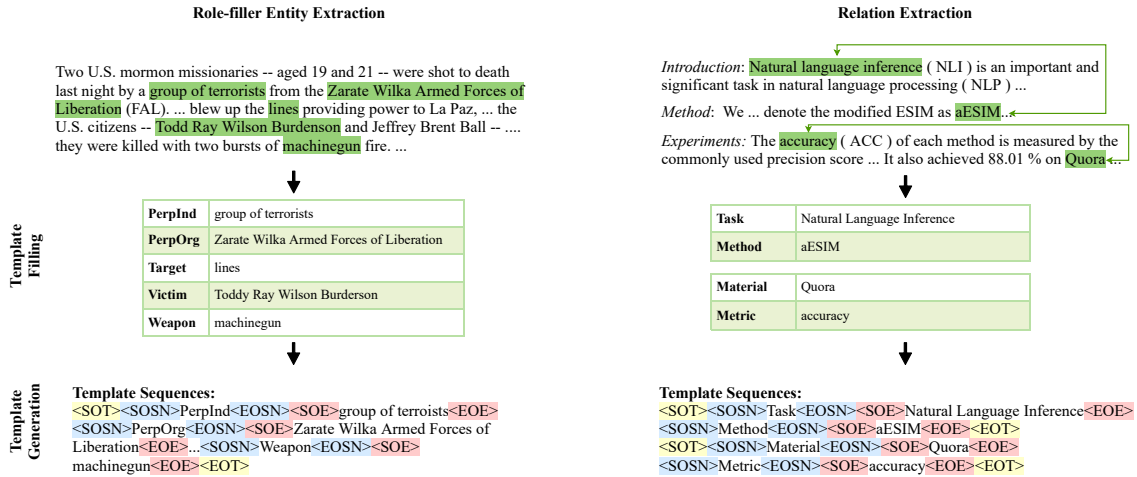 Role-filler Entity Extraction
Two U.S. mormon missionaries -- aged 19 and 21 -- were shot to death
last night by a group of terrorists from the Zarate Wilka Armed Forces of
Liberation (FAL). ... blew up the lines providing power to La Paz, ... the
U.S. citizens -- Todd Ray Wilson Burdenson and Jeffrey Brent Ball -- ....
they were killed with two bursts of machinegun fire. ...
Template
Filling
PerpInd group of terrorists
PerpOrg Zarate Wilka Armed Forces of Liberation
Target lines
Victim Toddy Ray Wilson Burderson
Weapon machinegun
Template
Generation
Template Sequences:
<SOT><SOSN>PerpInd<EOSN><SOE>group of terroists<EOE>
<SOSN>PerpOrg<EOSN><SOE>Zarate Wilka Armed Forces of
Liberation<EOE>...<SOSN>Weapon<EOSN><SOE>
machinegun<EOE><EOT>
Relation Extraction
Introduction: Natural language inference ( NLI ) is an important and
significant task in natural language processing ( NLP ) ...
Method: We ... denote the modified ESIM as aESIM...
Experiments: The accuracy ( ACC ) of each method is measured by the
commonly used precision score ... It also achieved 88.01 % on Quora ...
Task Natural Language Inference
Method aESIM
Material Quora
Metric accuracy
Template Sequences:
<SOT><SOSN>Task<EOSN><SOE>Natural Language Inference<EOE>
<SOSN>Method<EOSN><SOE>aESIM<EOE><EOT>
<SOT><SOSN>Material<EOSN><SOE>Quora<EOE>
<SOSN>Metric<EOSN><SOE>accuracy<EOE><EOT>